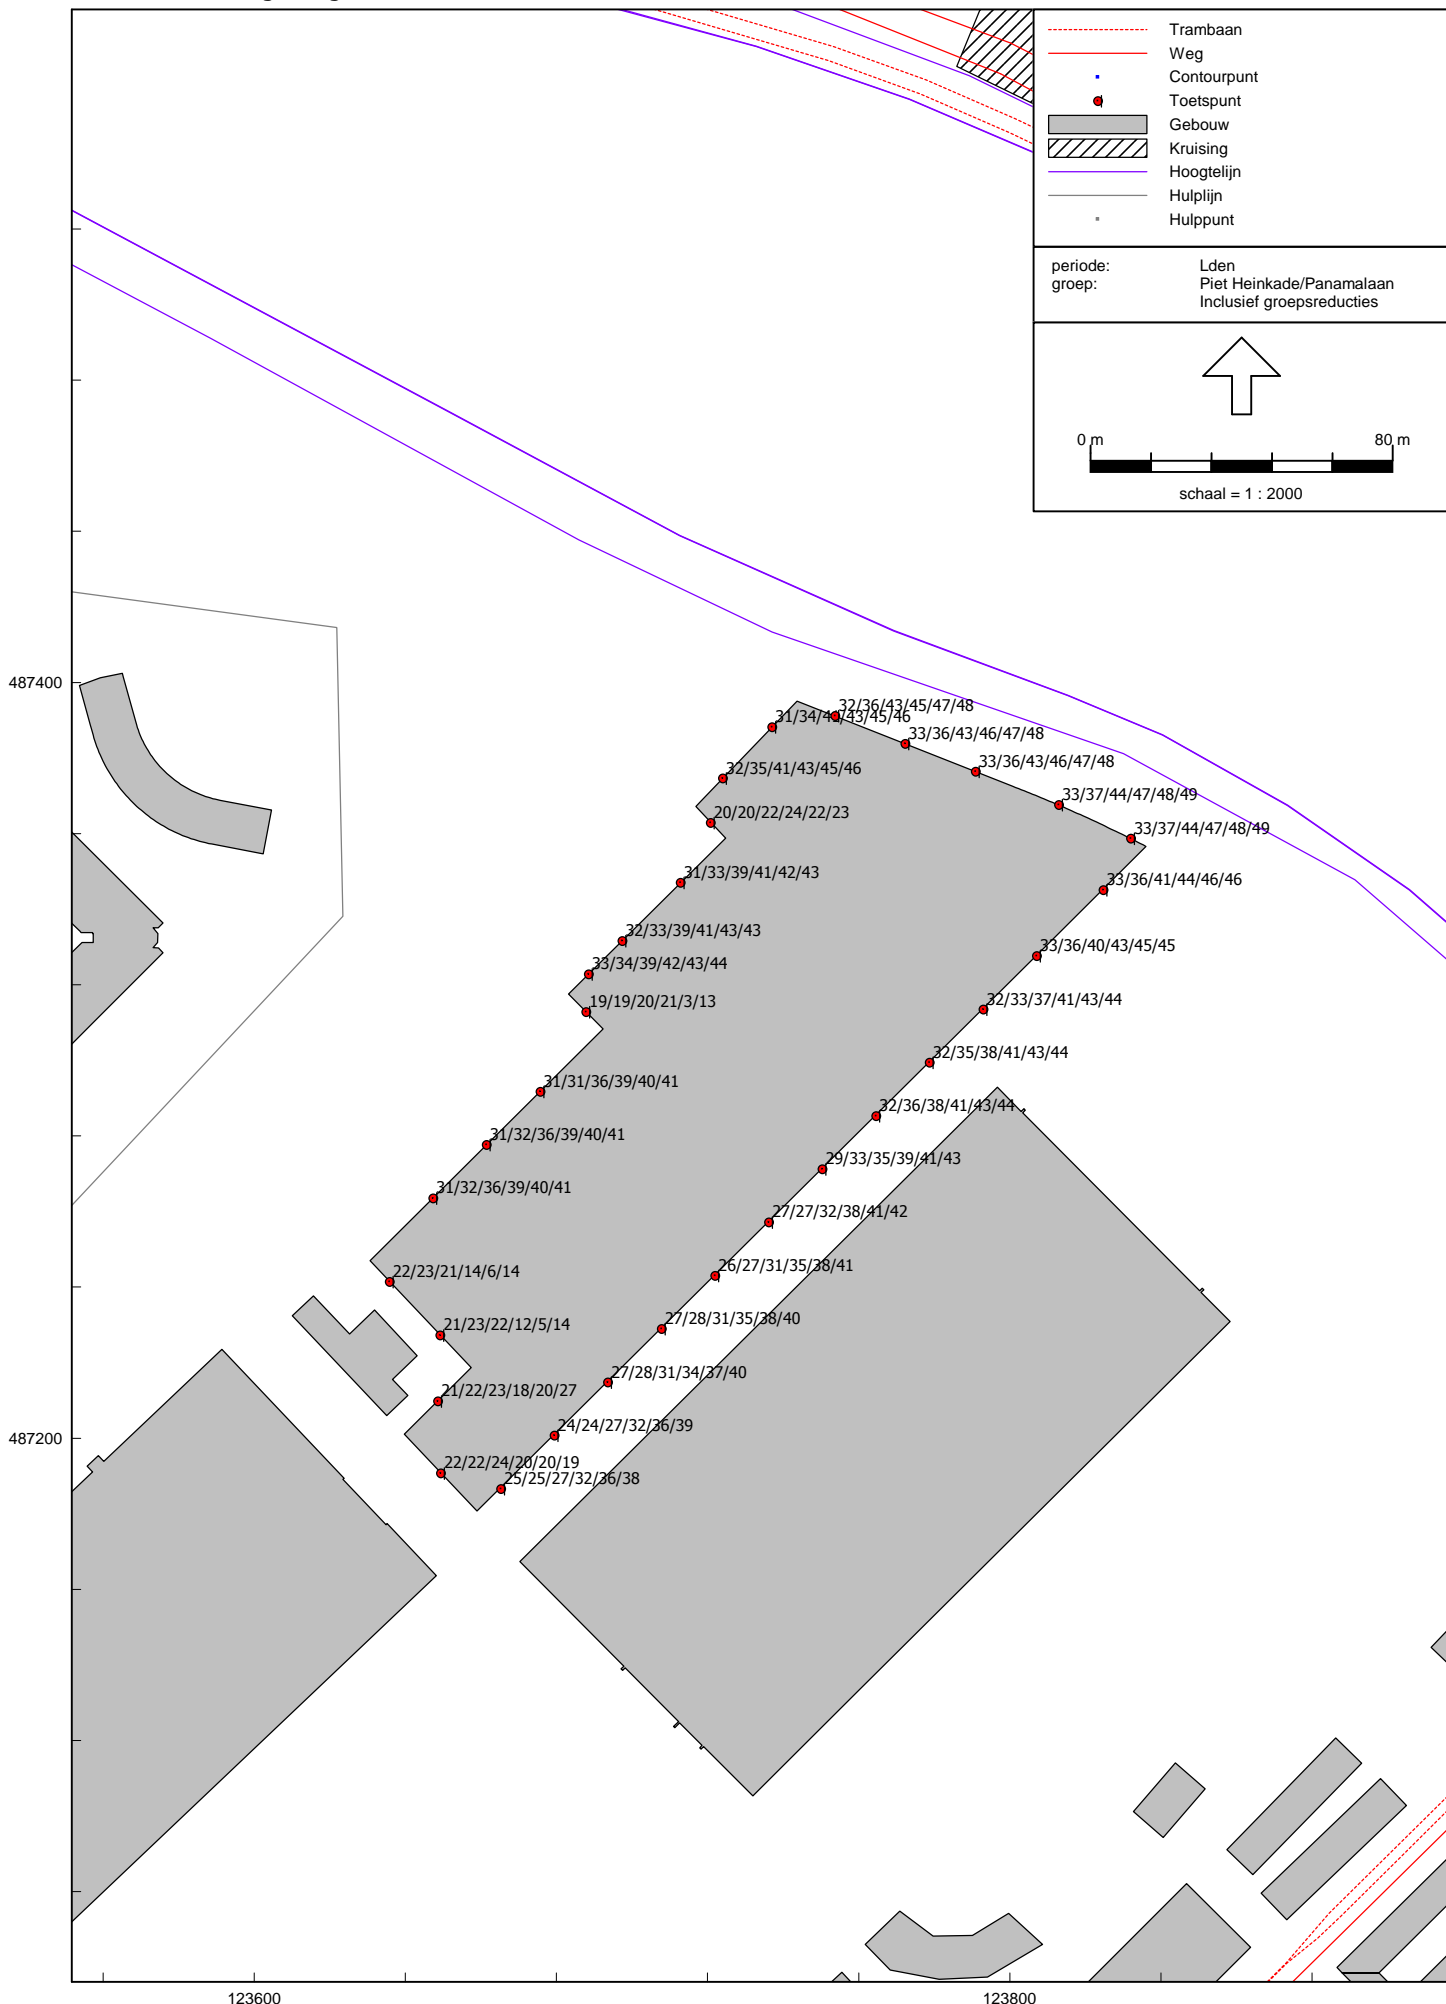 Trambaan
Weg
Contourpunt
Toetspunt
Gebouw
Kruising
Hoogtelijn
Hulplijn
Hulppunt
periode: Lden
groep: Piet Heinkade/Panamalaan
Inclusief groepsreducties
0 m 80 m
schaal = 1 : 2000
487400
32/36/43/45/47/48
33/36/43/46/47/48
33/36/43/46/47/48
32/35/41/43/45/46
33/37/44/47/48/49
20/20/22/24/22/23
33/37/44/47/48/49
31/33/39/41/42/43
33/36/41/44/46/46
32/33/39/41/43/43
33/36/40/43/45/45
33/34/39/42/43/44
19/19/20/21/3/13
32/33/37/41/43/44
32/35/38/41/43/44
31/31/36/39/40/41
32/36/38/41/43/44
31/32/36/39/40/41
29/33/35/39/41/43
31/32/36/39/40/41
27/27/32/38/41/42
22/23/21/14/6/14
26/27/31/35/38/41
21/23/22/12/5/14
27/28/31/35/38/40
27/28/31/34/37/40
21/22/23/18/20/27
24/24/27/32/36/39
487200
22/22/24/20/20/19
25/25/27/32/36/38
123600 123800